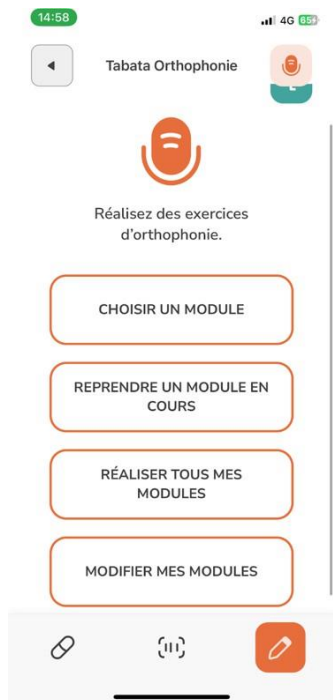 14:58
4G 65
Tabata Orthophonie
Réalisez des exercices
d'orthophonie.
CHOISIR UN MODULE
REPRENDRE UN MODULE EN
COURS
RÉALISER TOUS MES
MODULES
MODIFIER MES MODULES